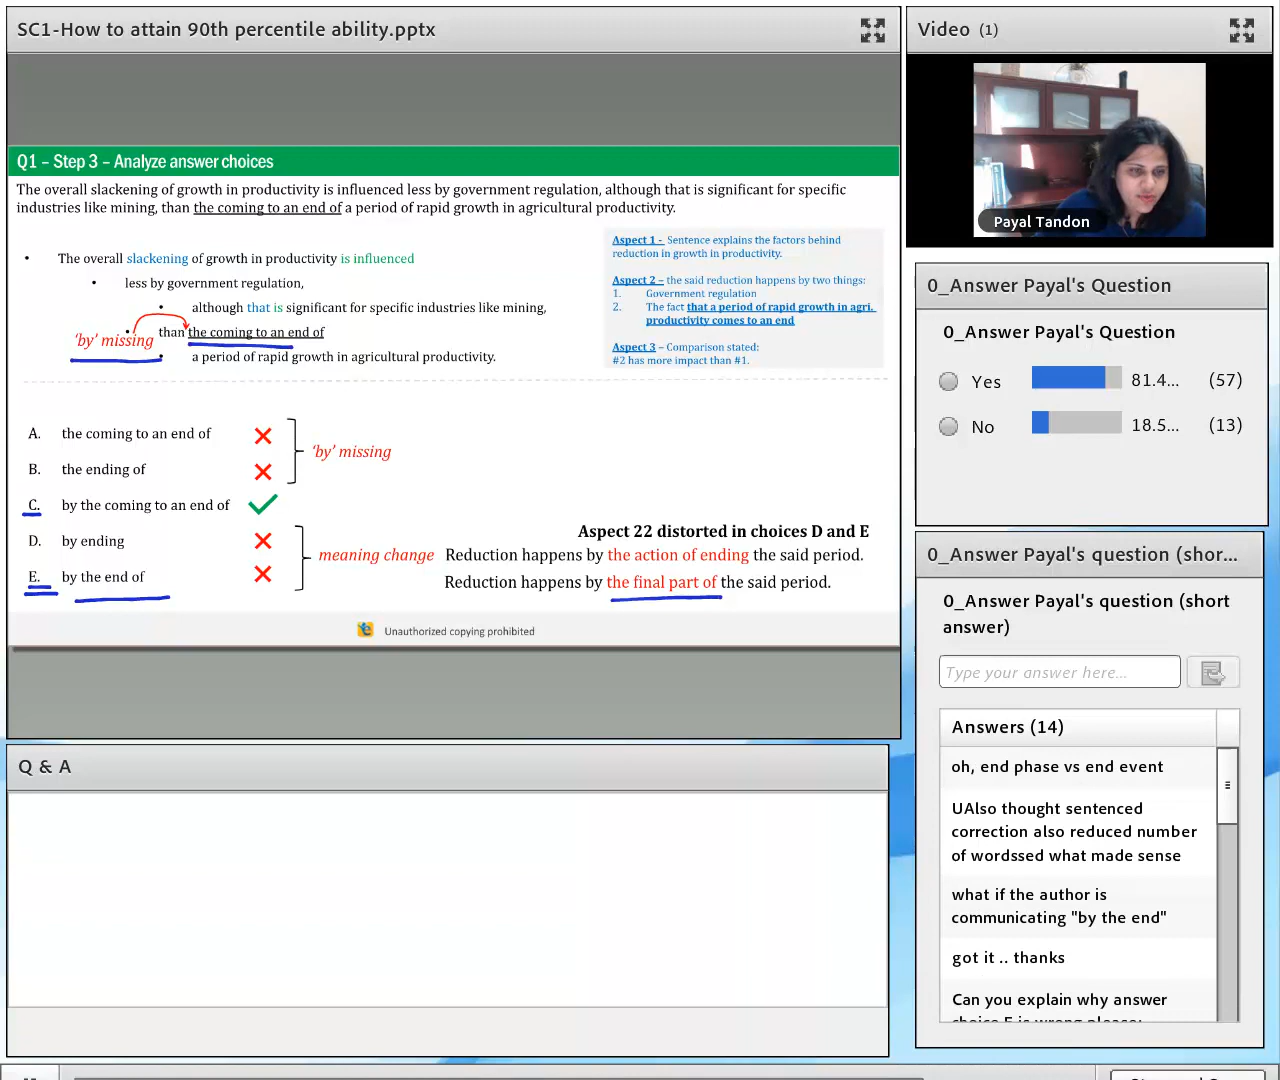 SC1-How to attain 90th percentile ability.pptx
Q1 – Step 3 – Analyze answer choices
The overall slackening of growth in productivity is influenced less by government regulation, although that is significant for specific
industries like mining, than the coming to an end of a period of rapid growth in agricultural productivity.
• The overall slackening of growth in productivity is influenced
• less by government regulation,
• although that is significant for specific industries like mining,
• than the coming to an end of
'by' missing
• a period of rapid growth in agricultural productivity.
Aspect 1 - Sentence explains the factors behind
reduction in growth in productivity.
Aspect 2 – the said reduction happens by two things:
1. Government regulation
2. The fact that a period of rapid growth in agri.
productivity comes to an end
Aspect 3 – Comparison stated:
#2 has more impact than #1.
A. the coming to an end of
B. the ending of
'by' missing
C. by the coming to an end of
D. by ending
E. by the end of
meaning change
Aspect 22 distorted in choices D and E
Reduction happens by the action of ending the said period.
Reduction happens by the final part of the said period.
Unauthorized copying prohibited
Q & A
Video (1)
Payal Tandon
0_Answer Payal's Question
0_Answer Payal's Question
Yes 81.4... (57)
No 18.5... (13)
0_Answer Payal's question (shor...
0_Answer Payal's question (short
answer)
Type your answer here...
Answers (14)
oh, end phase vs end event
UAlso thought sentenced
correction also reduced number
of wordssed what made sense
what if the author is
communicating "by the end"
got it .. thanks
Can you explain why answer
choice E is wrong please: